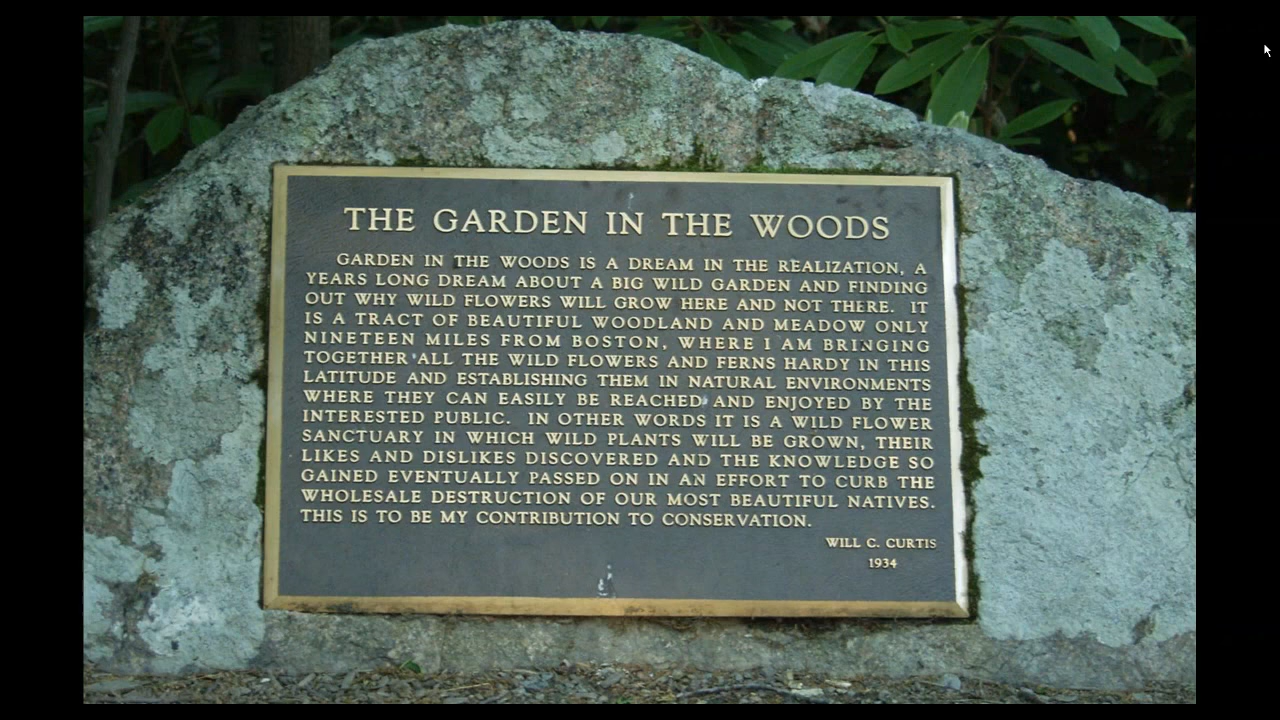 THE GARDEN IN THE WOODS
GARDEN IN THE WOODS IS A DREAM IN THE REALIZATION, A
YEARS LONG DREAM ABOUT A BIG WILD GARDEN AND FINDING
OUT WHY WILD FLOWERS WILL GROW HERE AND NOT THERE. IT
IS A TRACT OF BEAUTIFUL WOODLAND AND MEADOW ONLY
NINETEEN MILES FROM BOSTON, WHERE I AM BRINGING
TOGETHER ALL THE WILD FLOWERS AND FERNS HARDY IN THIS
LATITUDE AND ESTABLISHING THEM IN NATURAL ENVIRONMENTS
WHERE THEY CAN EASILY BE REACHED AND ENJOYED BY THE
INTERESTED PUBLIC. IN OTHER WORDS IT IS A WILD FLOWER
SANCTUARY IN WHICH WILD PLANTS WILL BE GROWN, THEIR
LIKES AND DISLIKES DISCOVERED AND THE KNOWLEDGE SO
GAINED EVENTUALLY PASSED ON IN AN EFFORT TO CURB THE
WHOLESALE DESTRUCTION OF OUR MOST BEAUTIFUL NATIVES.
THIS IS TO BE MY CONTRIBUTION TO CONSERVATION.
WILL C. CURTIS
1934